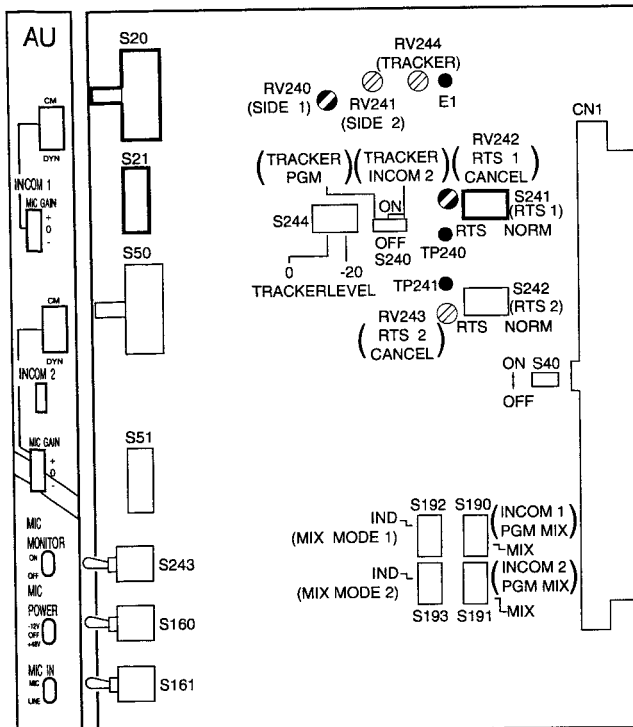 AU
CM
DYN
INCOM 1
MIC GAIN
+
0
-
CM
DYN
INCOM 2
MIC GAIN
+
0
-
MIC
MONITOR
ON
OFF
MIC
POWER
-12V
OFF
+48V
MIC IN
MIC
LINE
S20
S21
S50
S51
S243
S160
S161
RV244
(TRACKER)
RV240
(SIDE 1)
RV241
(SIDE 2)
E1
CN1
(TRACKER
PGM)
(TRACKER
INCOM 2)
(RV242
RTS 1
CANCEL)
S244
ON
OFF
S240
S241
(RTS 1)
RTS NORM
TP240
0 -20
TRACKERLEVEL
TP241
S242
(RTS 2)
RTS NORM
(RV243
RTS 2
CANCEL)
ON
OFF
S40
S192 S190
IND
(MIX MODE 1)
(INCOM 1
PGM MIX)
MIX
IND
(MIX MODE 2)
(INCOM 2
PGM MIX)
MIX
S193 S191